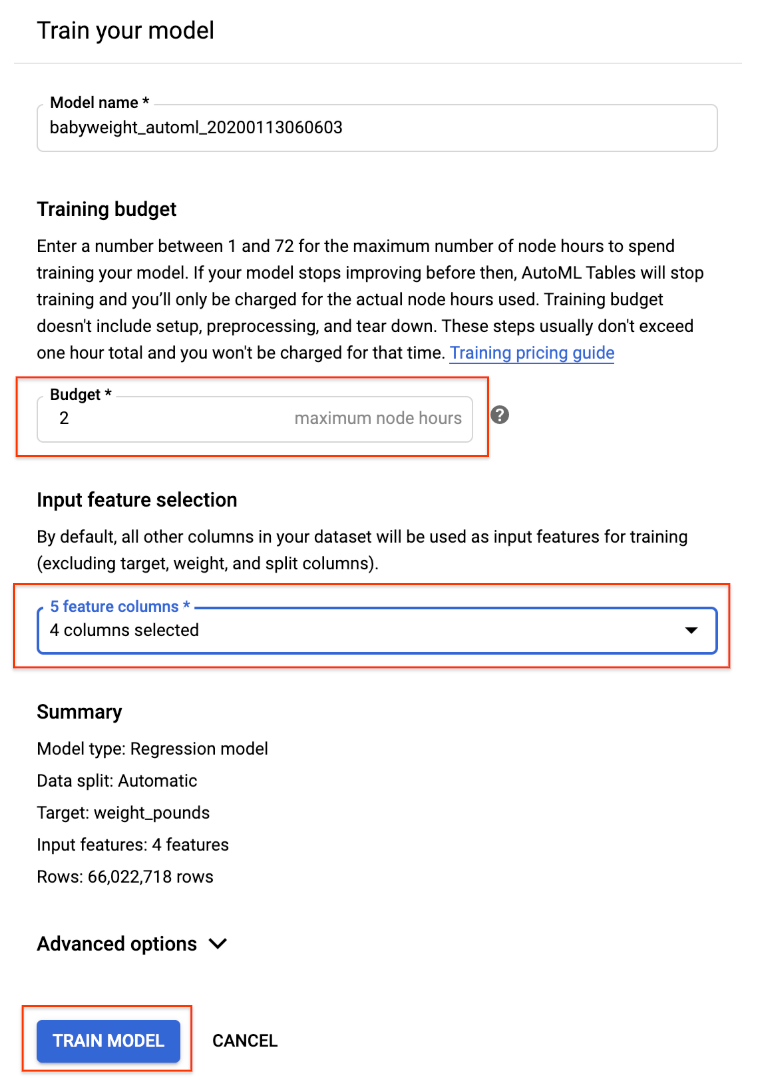 Train your model
Model name *
babyweight_automl_20200113060603
Training budget
Enter a number between 1 and 72 for the maximum number of node hours to spend
training your model. If your model stops improving before then, AutoML Tables will stop
training and you’ll only be charged for the actual node hours used. Training budget
doesn't include setup, preprocessing, and tear down. These steps usually don't exceed
one hour total and you won't be charged for that time. Training pricing guide
Budget *
2 maximum node hours
?
Input feature selection
By default, all other columns in your dataset will be used as input features for training
(excluding target, weight, and split columns).
5 feature columns *
4 columns selected
Summary
Model type: Regression model
Data split: Automatic
Target: weight_pounds
Input features: 4 features
Rows: 66,022,718 rows
Advanced options
TRAIN MODEL CANCEL